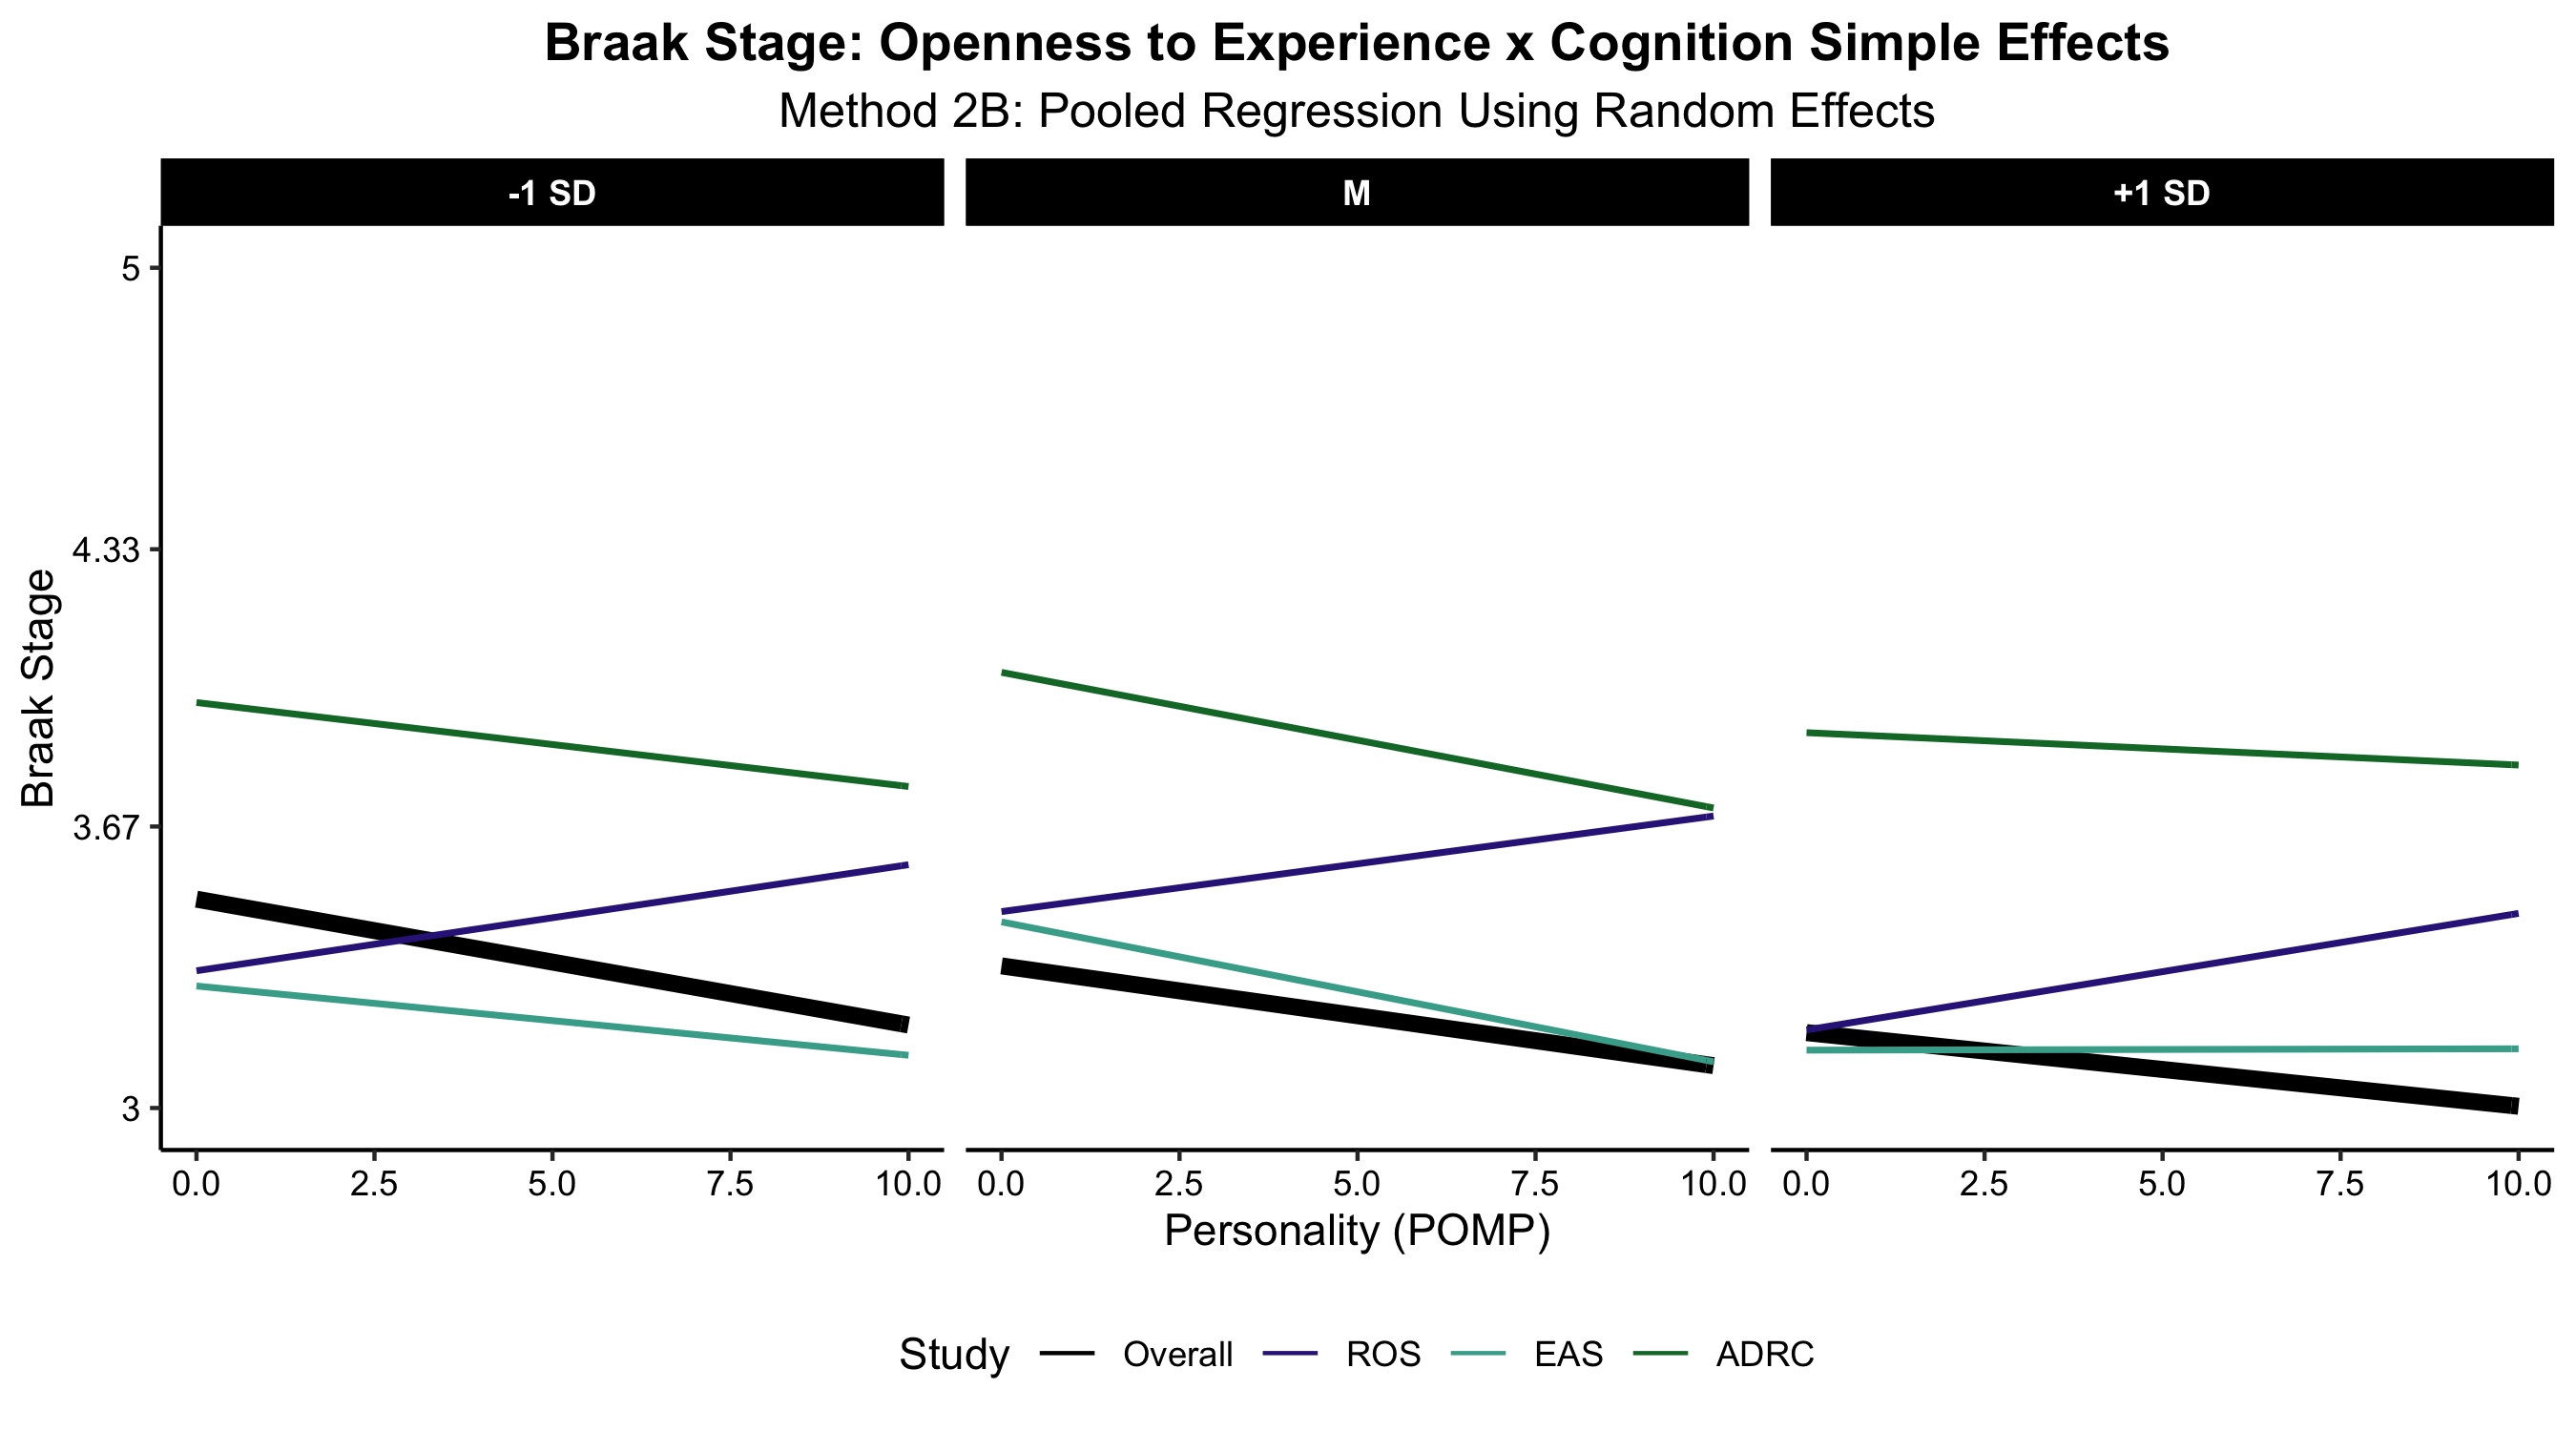 Braak Stage: Openness to Experience x Cognition Simple Effects
Method 2B: Pooled Regression Using Random Effects
-1 SD
M
+1 SD
5
4.33
3.67
3
Braak Stage
0.0 2.5 5.0 7.5 10.0
0.0 2.5 5.0 7.5 10.0
0.0 2.5 5.0 7.5 10.0
Personality (POMP)
Study Overall ROS EAS ADRC